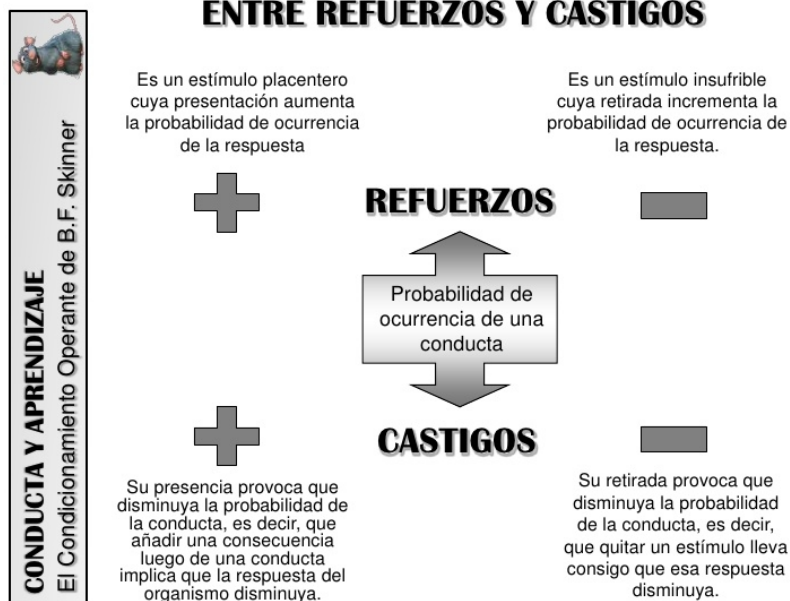 ENTRE REFUERZOS Y CASTIGOS
CONDUCTA Y APRENDIZAJE
El Condicionamiento Operante de B.F. Skinner
Es un estímulo placentero
cuya presentación aumenta
la probabilidad de ocurrencia
de la respuesta
Es un estímulo insufrible
cuya retirada incrementa la
probabilidad de ocurrencia de
la respuesta.
REFUERZOS
Probabilidad de
ocurrencia de una
conducta
CASTIGOS
Su presencia provoca que
disminuya la probabilidad de
la conducta, es decir, que
añadir una consecuencia
luego de una conducta
implica que la respuesta del
organismo disminuya.
Su retirada provoca que
disminuya la probabilidad
de la conducta, es decir,
que quitar un estímulo lleva
consigo que esa respuesta
disminuya.